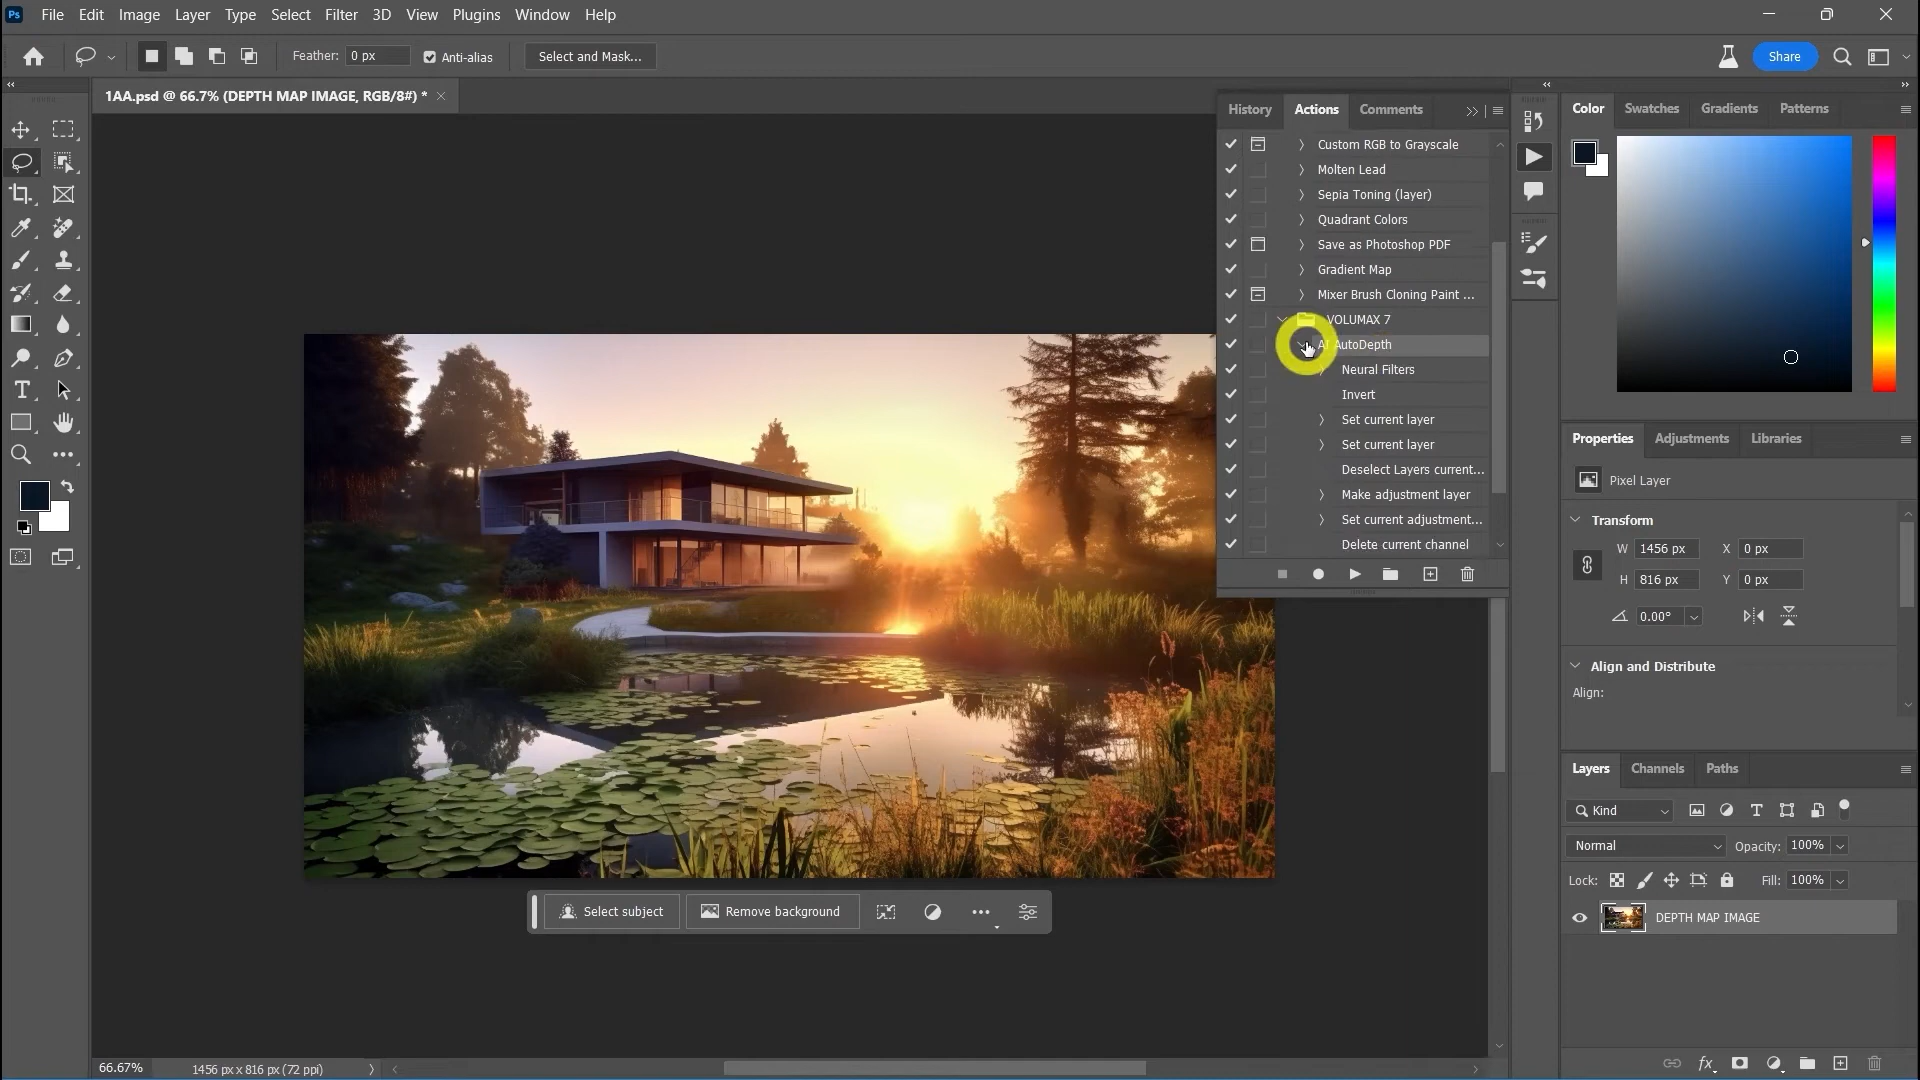 Ps File Edit Image Layer Type Select Filter 3D View Plugins Window Help
Feather: 0 px Anti-alias Select and Mask... Share
1AA.psd @ 66.7% (DEPTH MAP IMAGE, RGB/8#) * ×
History Actions Comments
Custom RGB to Grayscale
Molten Lead
Sepia Toning (layer)
Quadrant Colors
Save as Photoshop PDF
Gradient Map
Mixer Brush Cloning Paint ...
VOLUMAX 7
AI AutoDepth
Neural Filters
Invert
Set current layer
Set current layer
Deselect Layers current...
Make adjustment layer
Set current adjustment...
Delete current channel
Color Swatches Gradients Patterns
Properties Adjustments Libraries
Pixel Layer
Transform
W 1456 px X 0 px
H 816 px Y 0 px
0.00°
Align and Distribute
Align:
Layers Channels Paths
Kind
Normal Opacity: 100%
Lock: Fill: 100%
DEPTH MAP IMAGE
Select subject Remove background
66.67% 1456 px x 816 px (72 ppi)